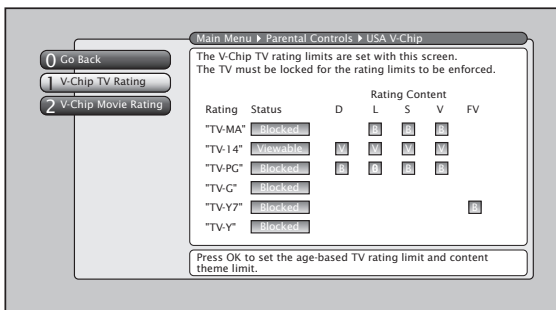 Main Menu ▶ Parental Controls ▶ USA V-Chip
0 Go Back
1 V-Chip TV Rating
2 V-Chip Movie Rating
The V-Chip TV rating limits are set with this screen.
The TV must be locked for the rating limits to be enforced.
Rating Content
Rating Status D L S V FV
"TV-MA" Blocked B B B
"TV-14" Viewable V V V V
"TV-PG" Blocked B 0 B B
"TV-G" Blocked
"TV-Y7" Blocked B
"TV-Y" Blocked
Press OK to set the age-based TV rating limit and content
theme limit.